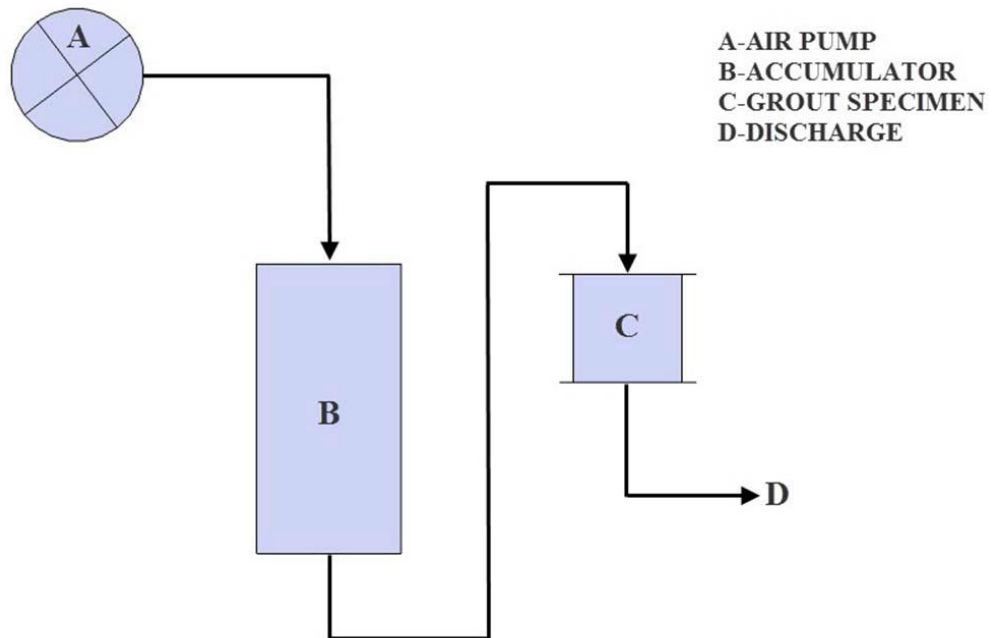 A
A-AIR PUMP
B-ACCUMULATOR
C-GROUT SPECIMEN
D-DISCHARGE
C
B
D